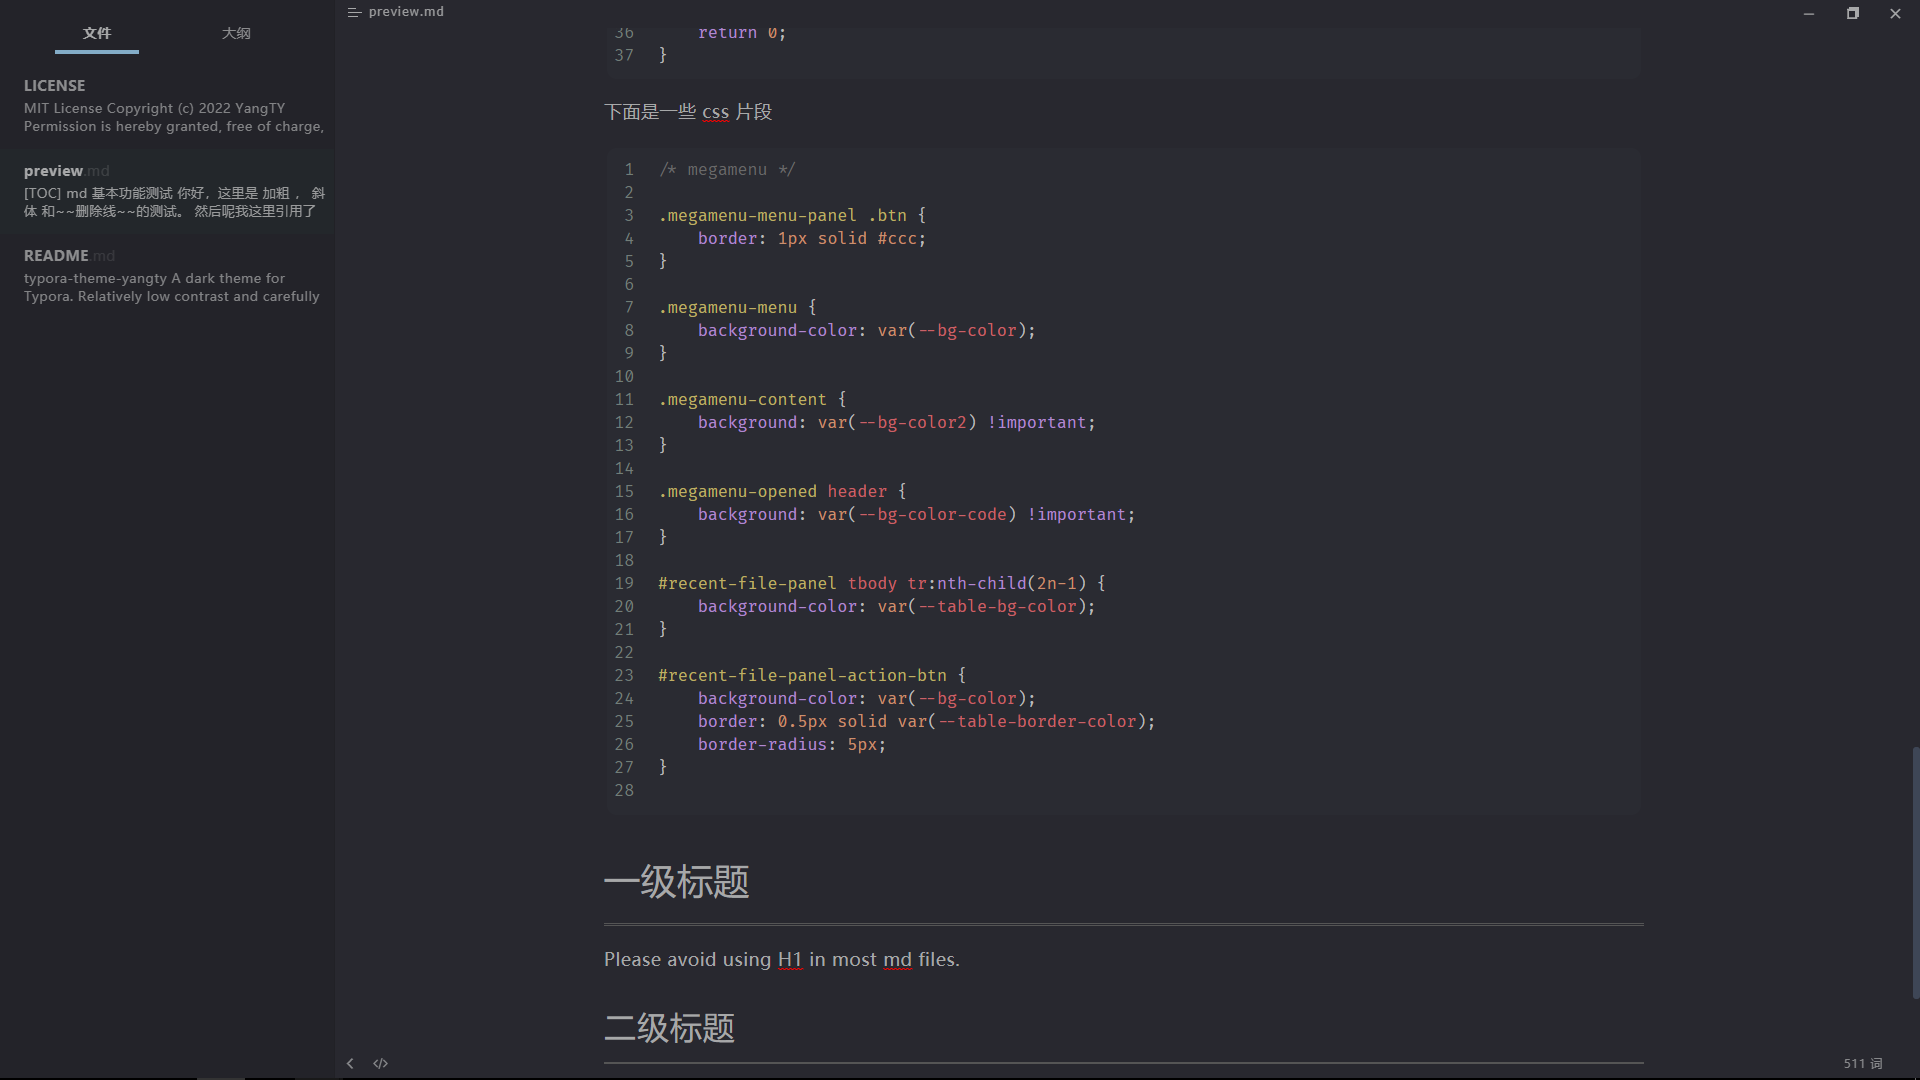 文件 大纲
LICENSE
MIT License Copyright (c) 2022 YangTY
Permission is hereby granted, free of charge,
preview.md
[TOC] md 基本功能测试 你好，这里是 加粗 ， 斜
体 和~~删除线~~的测试。 然后呢我这里引用了
README.md
typora-theme-yangty A dark theme for
Typora. Relatively low contrast and carefully
preview.md
36     return 0;
37 }
下面是一些 css 片段
1 /* megamenu */
2
3 .megamenu-menu-panel .btn {
4     border: 1px solid #ccc;
5 }
6
7 .megamenu-menu {
8     background-color: var(--bg-color);
9 }
10
11 .megamenu-content {
12     background: var(--bg-color2) !important;
13 }
14
15 .megamenu-opened header {
16     background: var(--bg-color-code) !important;
17 }
18
19 #recent-file-panel tbody tr:nth-child(2n-1) {
20     background-color: var(--table-bg-color);
21 }
22
23 #recent-file-panel-action-btn {
24     background-color: var(--bg-color);
25     border: 0.5px solid var(--table-border-color);
26     border-radius: 5px;
27 }
28
一级标题
Please avoid using H1 in most md files.
二级标题
511 词